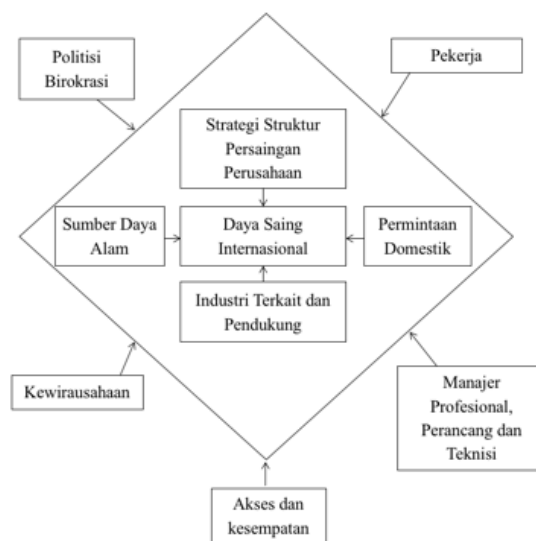 Politisi
Birokrasi
Pekerja
Strategi Struktur
Persaingan
Perusahaan
Sumber Daya
Alam
Daya Saing
Internasional
Permintaan
Domestik
Industri Terkait dan
Pendukung
Kewirausahaan
Manajer
Profesional,
Perancang dan
Teknisi
Akses dan
kesempatan